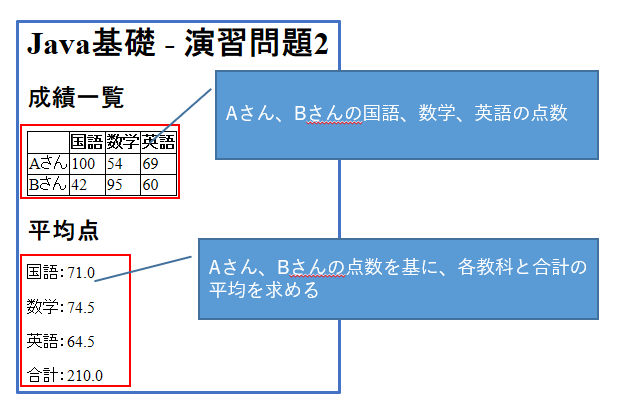 Java基礎 - 演習問題2
成績一覧
Aさん、Bさんの国語、数学、英語の点数
国語 数学 英語
Aさん 100 54 69
Bさん 42 95 60
平均点
Aさん、Bさんの点数を基に、各教科と合計の
平均を求める
国語：71.0
数学：74.5
英語：64.5
合計：210.0